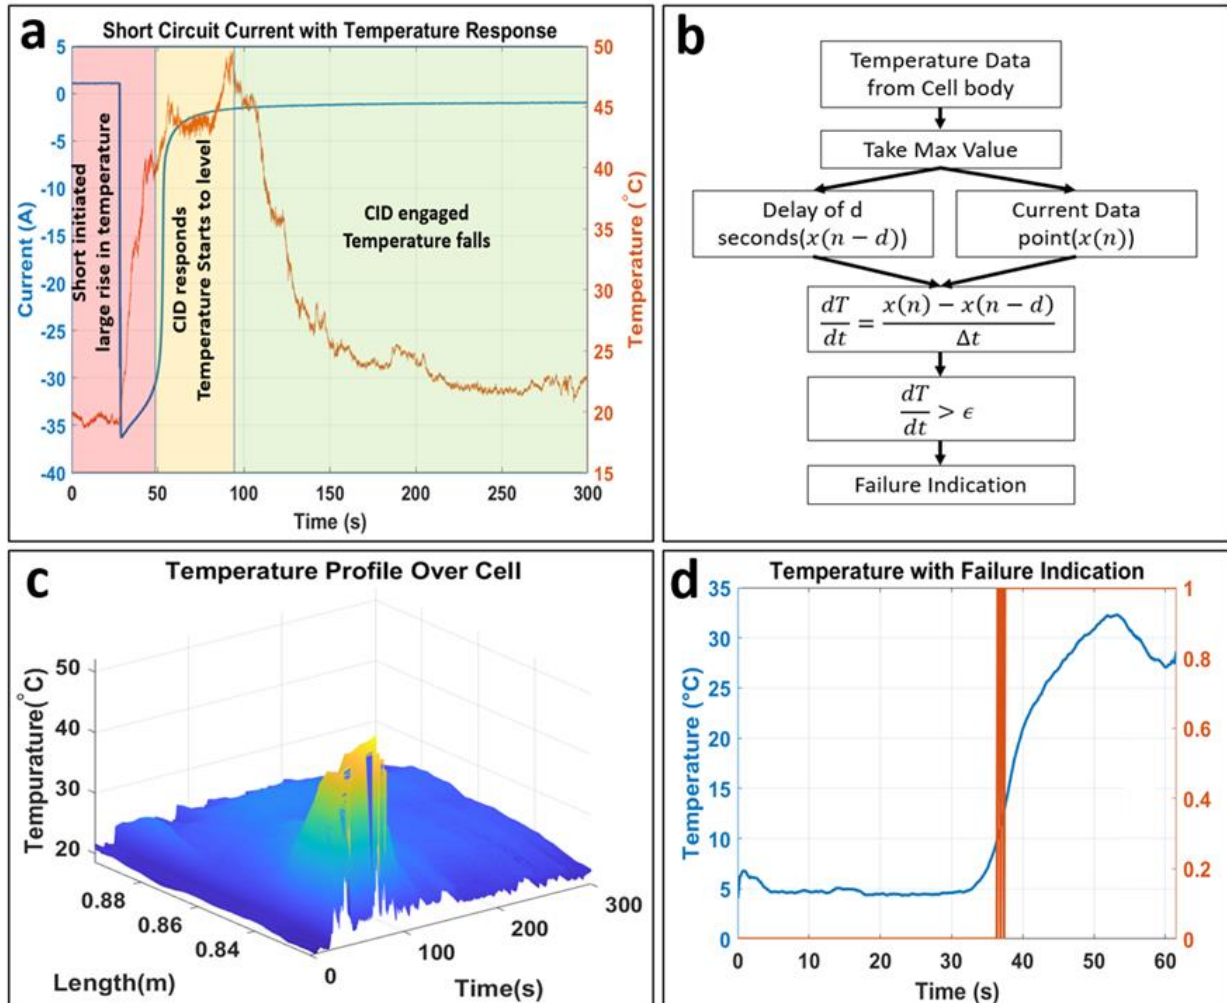 a
Short Circuit Current with Temperature Response
Current (A)
5
0
-5
-10
-15
-20
-25
-30
-35
-40
Short initiated
large rise in temperature
CID responds
Temperature Starts to level
CID engaged
Temperature falls
50
45
40
35
30
25
20
15
Temperature (°C)
0 50 100 150 200 250 300
Time (s)
b
Temperature Data
from Cell body
Take Max Value
Delay of d
seconds(x(n − d))
Current Data
point(x(n))
dT/dt = x(n) − x(n − d)/Δt
dT/dt > ϵ
Failure Indication
c
Temperature Profile Over Cell
Tempurature(°C)
50
40
30
20
0.88
0.86
0.84
Length(m)
0
100
200
300
Time(s)
d
Temperature with Failure Indication
Temperature (°C)
35
30
25
20
15
10
5
0
1
0.8
0.6
0.4
0.2
0
0 10 20 30 40 50 60
Time (s)